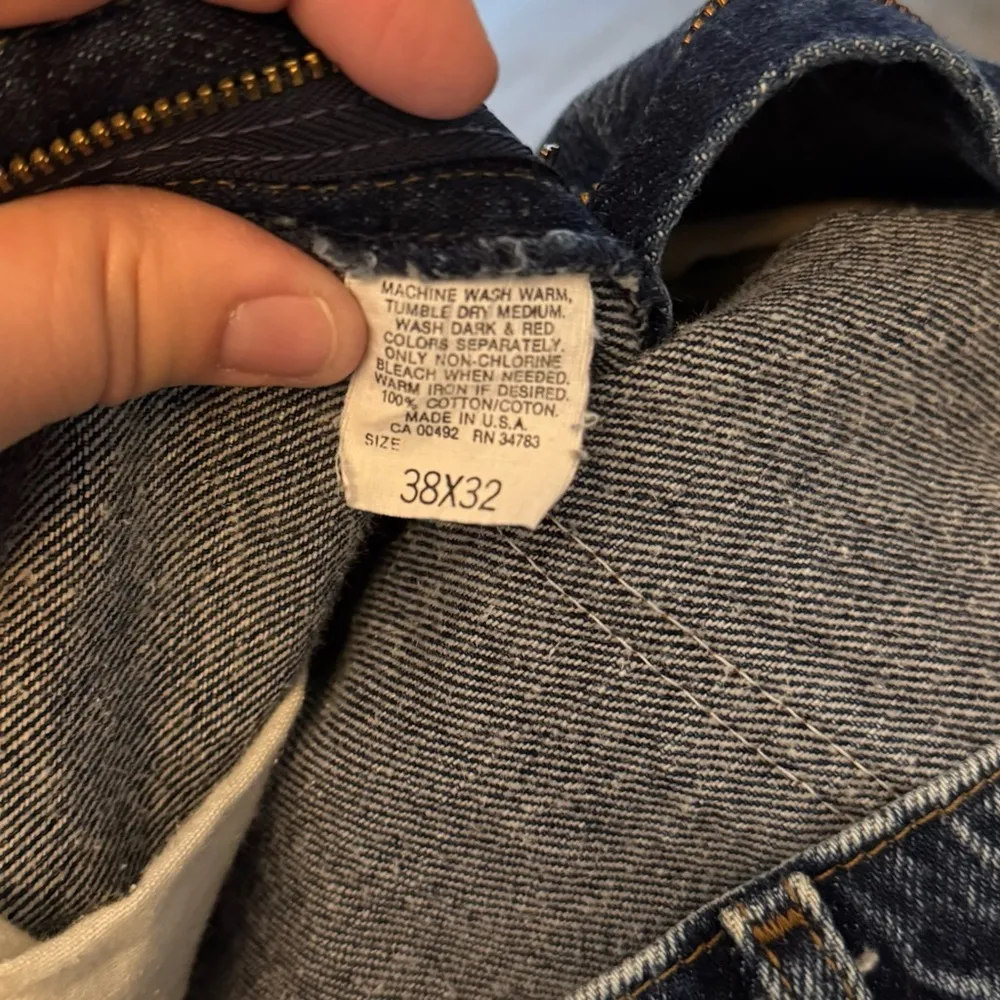 MACHINE WASH WARM,
TUMBLE DRY MEDIUM.
WASH DARK & RED
COLORS SEPARATELY.
ONLY NON-CHLORINE
BLEACH WHEN NEEDED.
WARM IRON IF DESIRED.
100% COTTON/COTON.
MADE IN U.S.A.
CA 00492 RN 34783
SIZE
38X32